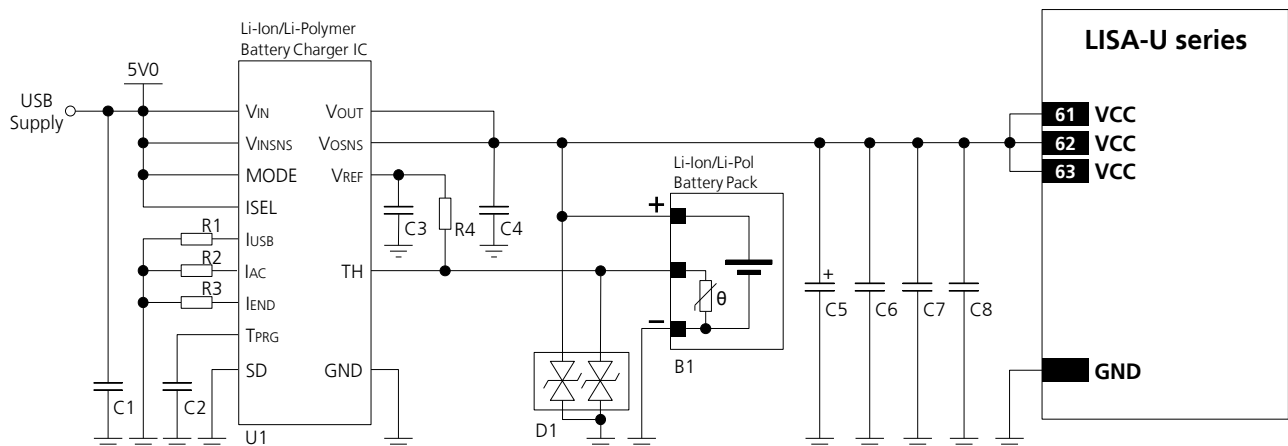 Li-Ion/Li-Polymer
Battery Charger IC
LISA-U series
5V0
USB
Supply
VIN
VOUT
VINSNS
VOSNS
MODE
VREF
ISEL
IUSB
IAC
TH
IEND
TPRG
SD
GND
U1
R1
R2
R3
C1
C2
C3
R4
C4
Li-Ion/Li-Pol
Battery Pack
+
θ
–
B1
D1
+
C5
C6
C7
C8
61 VCC
62 VCC
63 VCC
GND